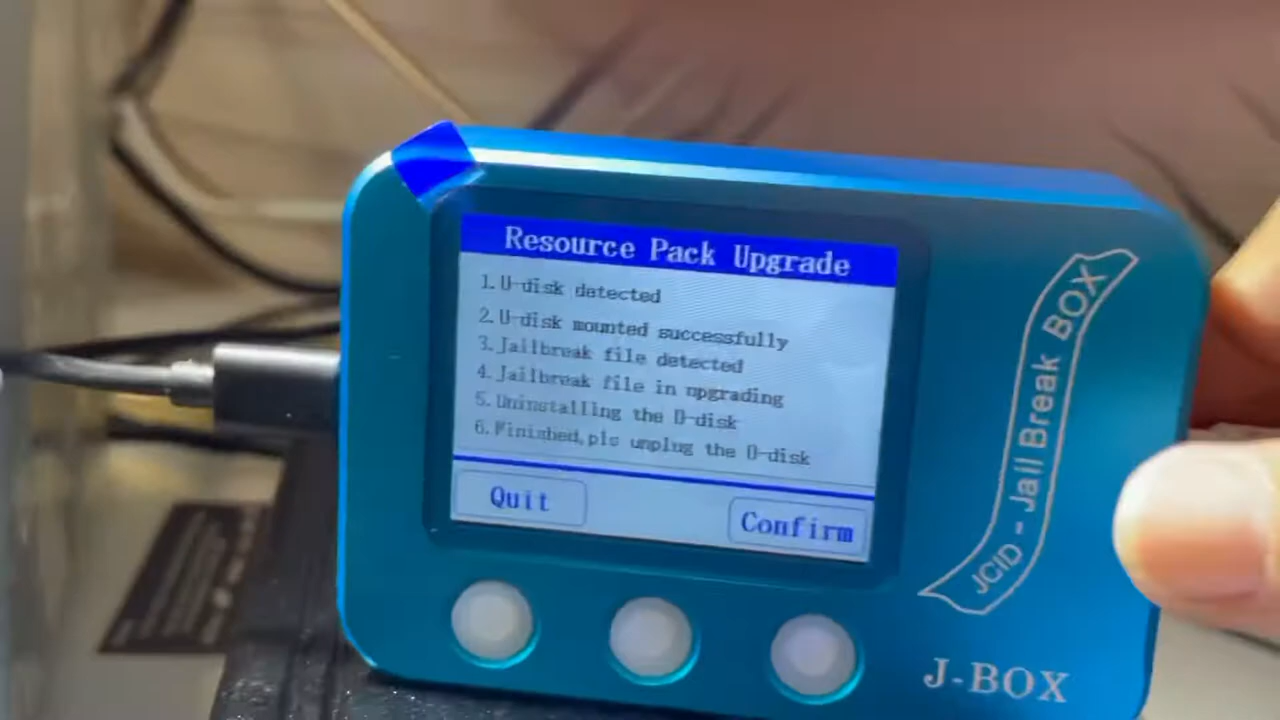 Resource Pack Upgrade
1.U-disk detected
2.U-disk mounted successfully
3.Jailbreak file detected
4.Jailbreak file in upgrading
5.Uninstalling the U-disk
6.Finished,pls unplug the U-disk
Quit
Confirm
JCID - Jail Break BOX
J-BOX